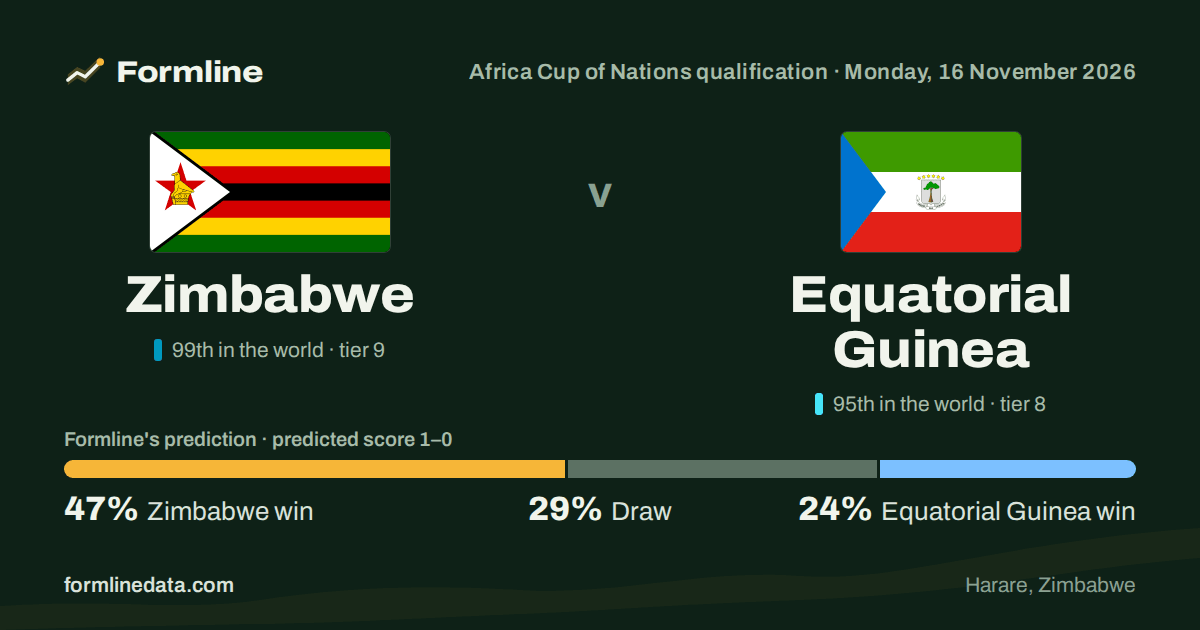 Formline
Africa Cup of Nations qualification · Monday, 16 November 2026
v
Zimbabwe
99th in the world · tier 9
Equatorial
Guinea
95th in the world · tier 8
Formline's prediction · predicted score 1–0
47% Zimbabwe win
29% Draw
24% Equatorial Guinea win
formlinedata.com
Harare, Zimbabwe